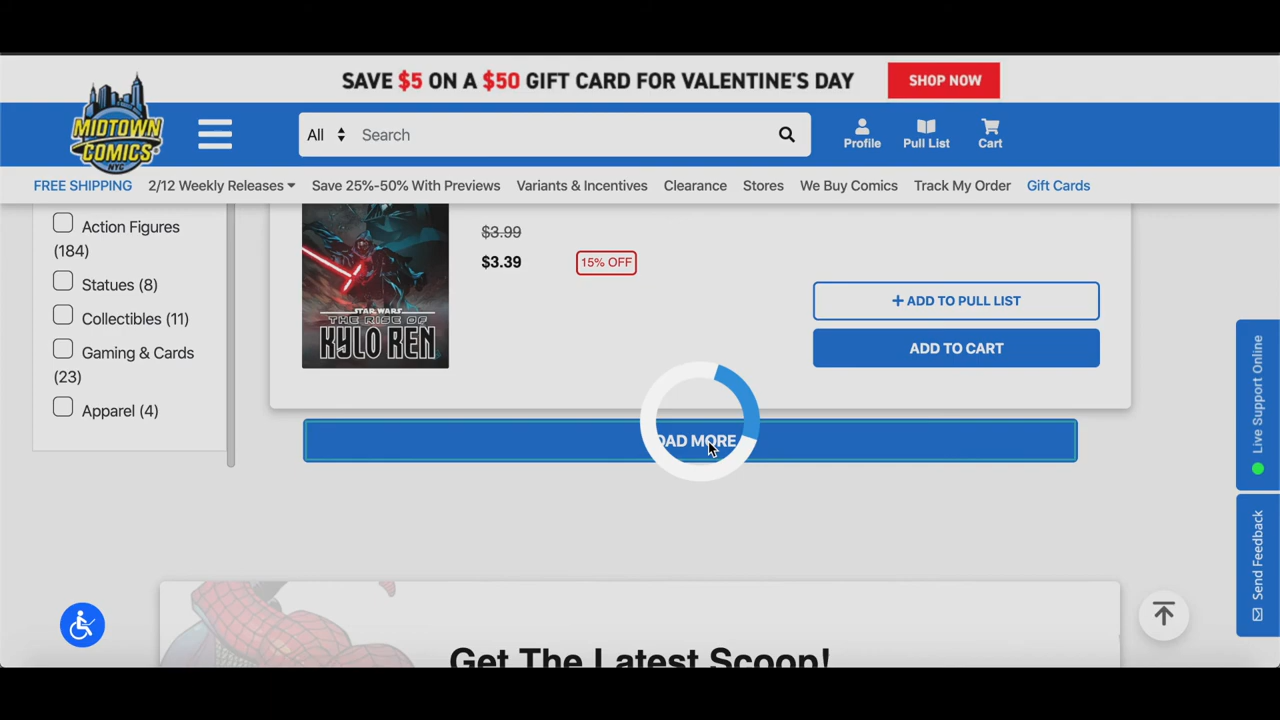 SAVE $5 ON A $50 GIFT CARD FOR VALENTINE'S DAY
SHOP NOW
MIDTOWN
COMICS
NYC
All
Search
Profile
Pull List
Cart
FREE SHIPPING
2/12 Weekly Releases
Save 25%-50% With Previews
Variants & Incentives
Clearance
Stores
We Buy Comics
Track My Order
Gift Cards
Action Figures
(184)
Statues (8)
Collectibles (11)
Gaming & Cards
(23)
Apparel (4)
STAR WARS
THE RISE OF
KYLO REN
$3.99
$3.39
15% OFF
+ ADD TO PULL LIST
ADD TO CART
OAD MORE
Live Support Online
Send Feedback
Get The Latest Scoop!